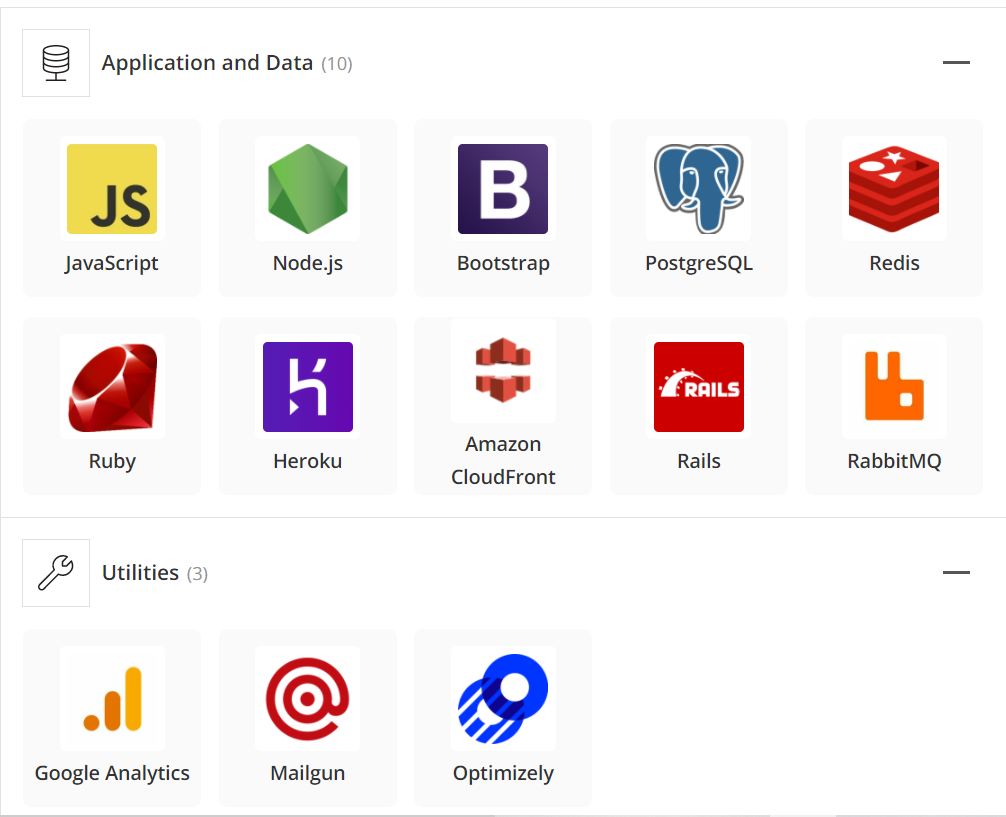 Application and Data (10)
JS
B
JavaScript Node.js Bootstrap PostgreSQL Redis
RAILS
Ruby Heroku Amazon CloudFront Rails RabbitMQ
Utilities (3)
Google Analytics Mailgun Optimizely